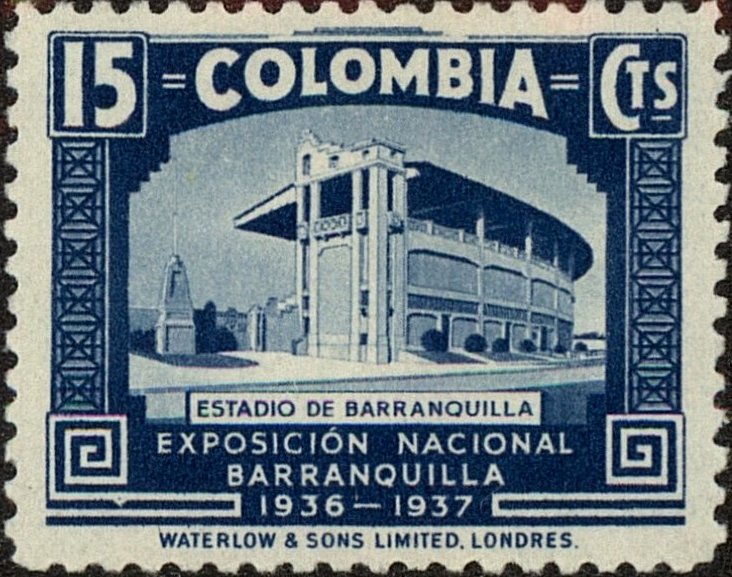 15 = COLOMBIA = CTS
ESTADIO DE BARRANQUILLA
EXPOSICIÓN NACIONAL
BARRANQUILLA
1936 — 1937
WATERLOW & SONS LIMITED, LONDRES.